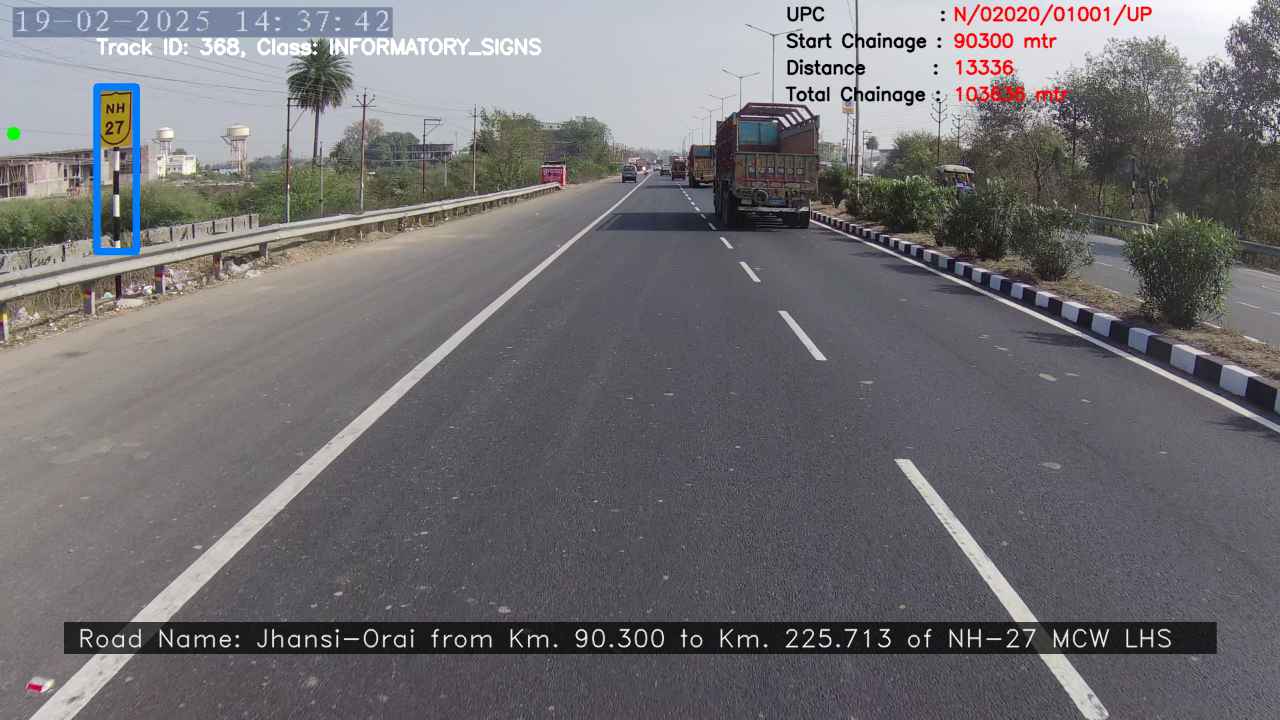 19-02-2025 14:37:42
Track ID: 368, Class: INFORMATORY_SIGNS
UPC : N/02020/01001/UP
Start Chainage : 90300 mtr
Distance : 13336
Total Chainage : 103636 mtr
NH
27
Road Name: Jhansi-Orai from Km. 90.300 to Km. 225.713 of NH-27 MCW LHS